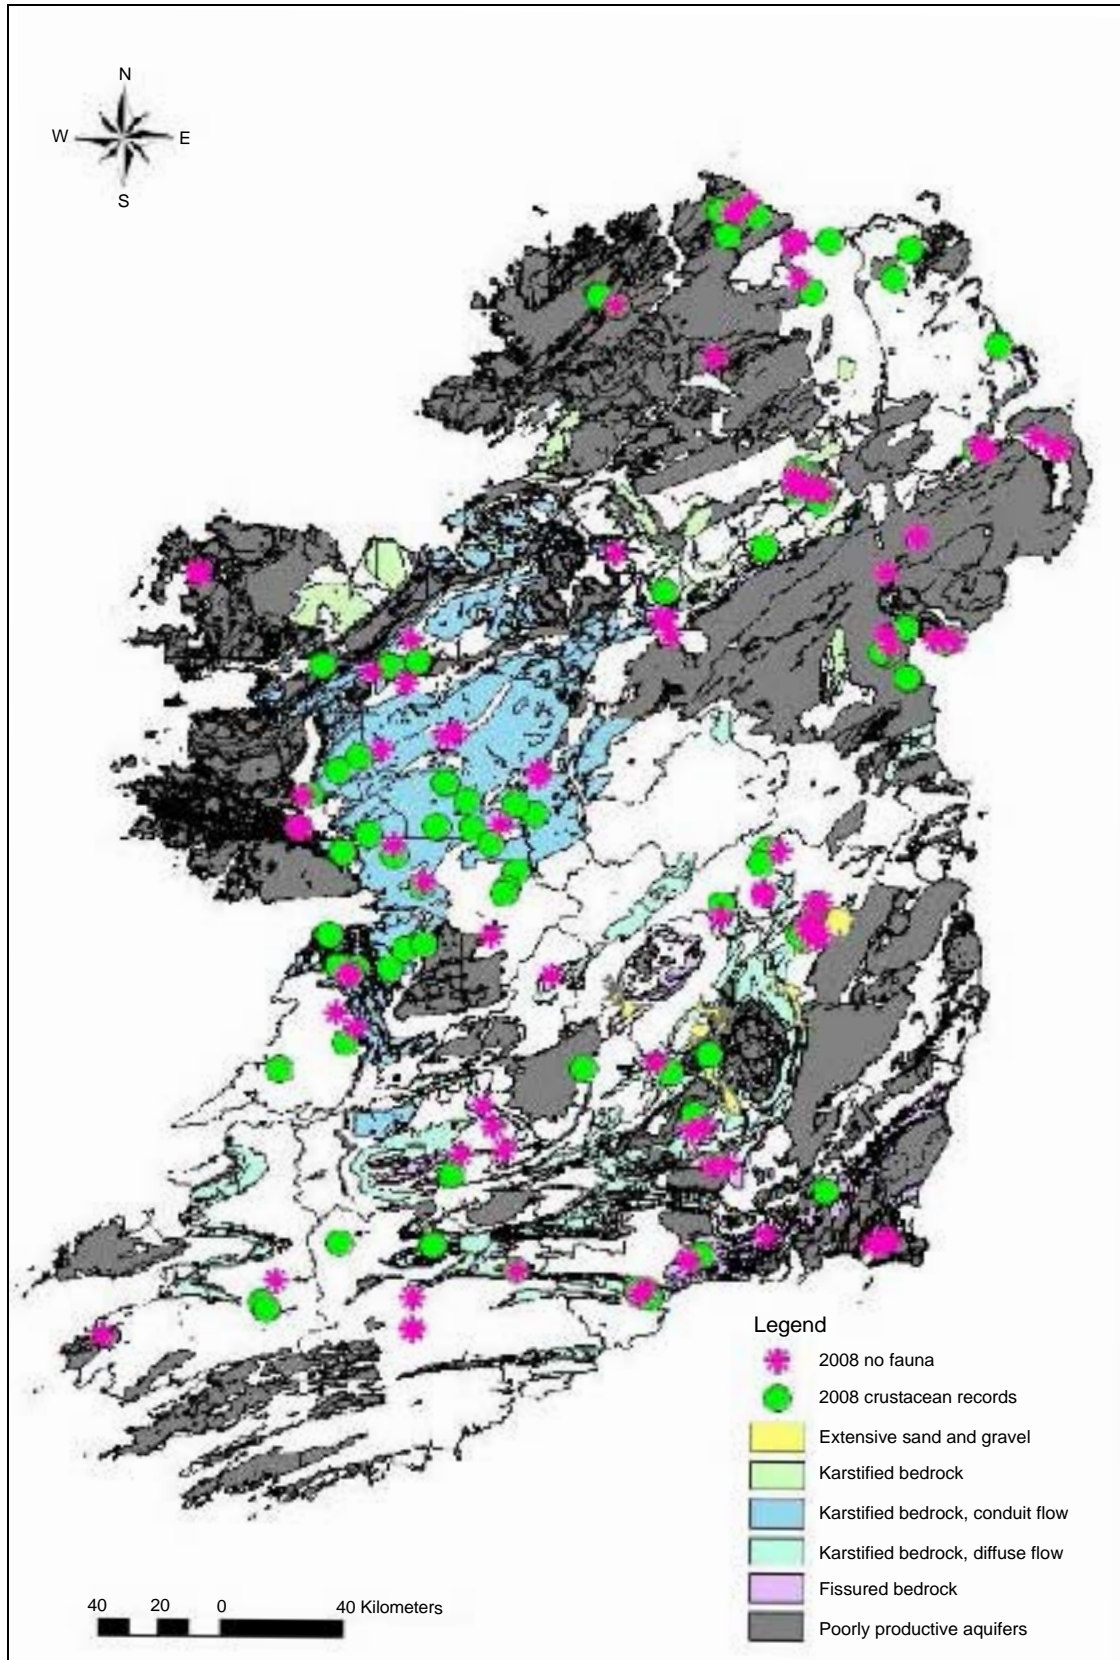 N
W E
S
Legend
2008 no fauna
2008 crustacean records
Extensive sand and gravel
Karstified bedrock
Karstified bedrock, conduit flow
Karstified bedrock, diffuse flow
Fissured bedrock
Poorly productive aquifers
40 20 0 40 Kilometers